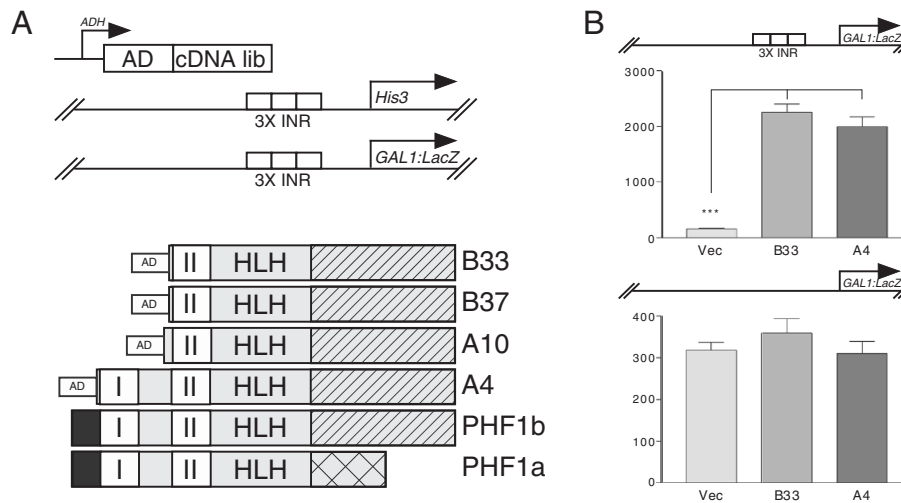 A
ADH
AD cDNA lib
His3
3X INR
GAL1:LacZ
3X INR
AD II HLH B33
AD II HLH B37
AD II HLH A10
AD I II HLH A4
I II HLH PHF1b
I II HLH PHF1a
B
GAL1:LacZ
3X INR
3000
2000
1000
0
***
Vec B33 A4
GAL1:LacZ
400
300
200
100
0
Vec B33 A4